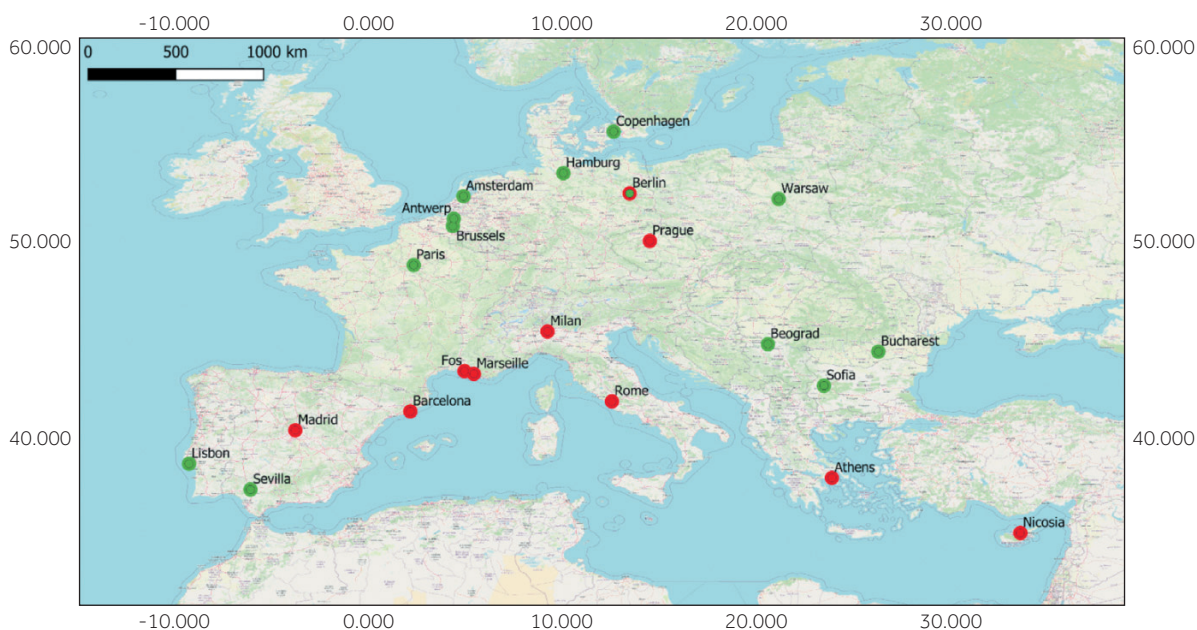 -10.000 0.000 10.000 20.000 30.000
60.000 60.000
0 500 1000 km
Copenhagen
Hamburg
Berlin
Amsterdam
Warsaw
Antwerp
Brussels
Prague
50.000 50.000
Paris
Milan
Beograd
Bucharest
Fos
Marseille
Sofia
Rome
Barcelona
Madrid
40.000 40.000
Lisbon
Athens
Sevilla
Nicosia
-10.000 0.000 10.000 20.000 30.000